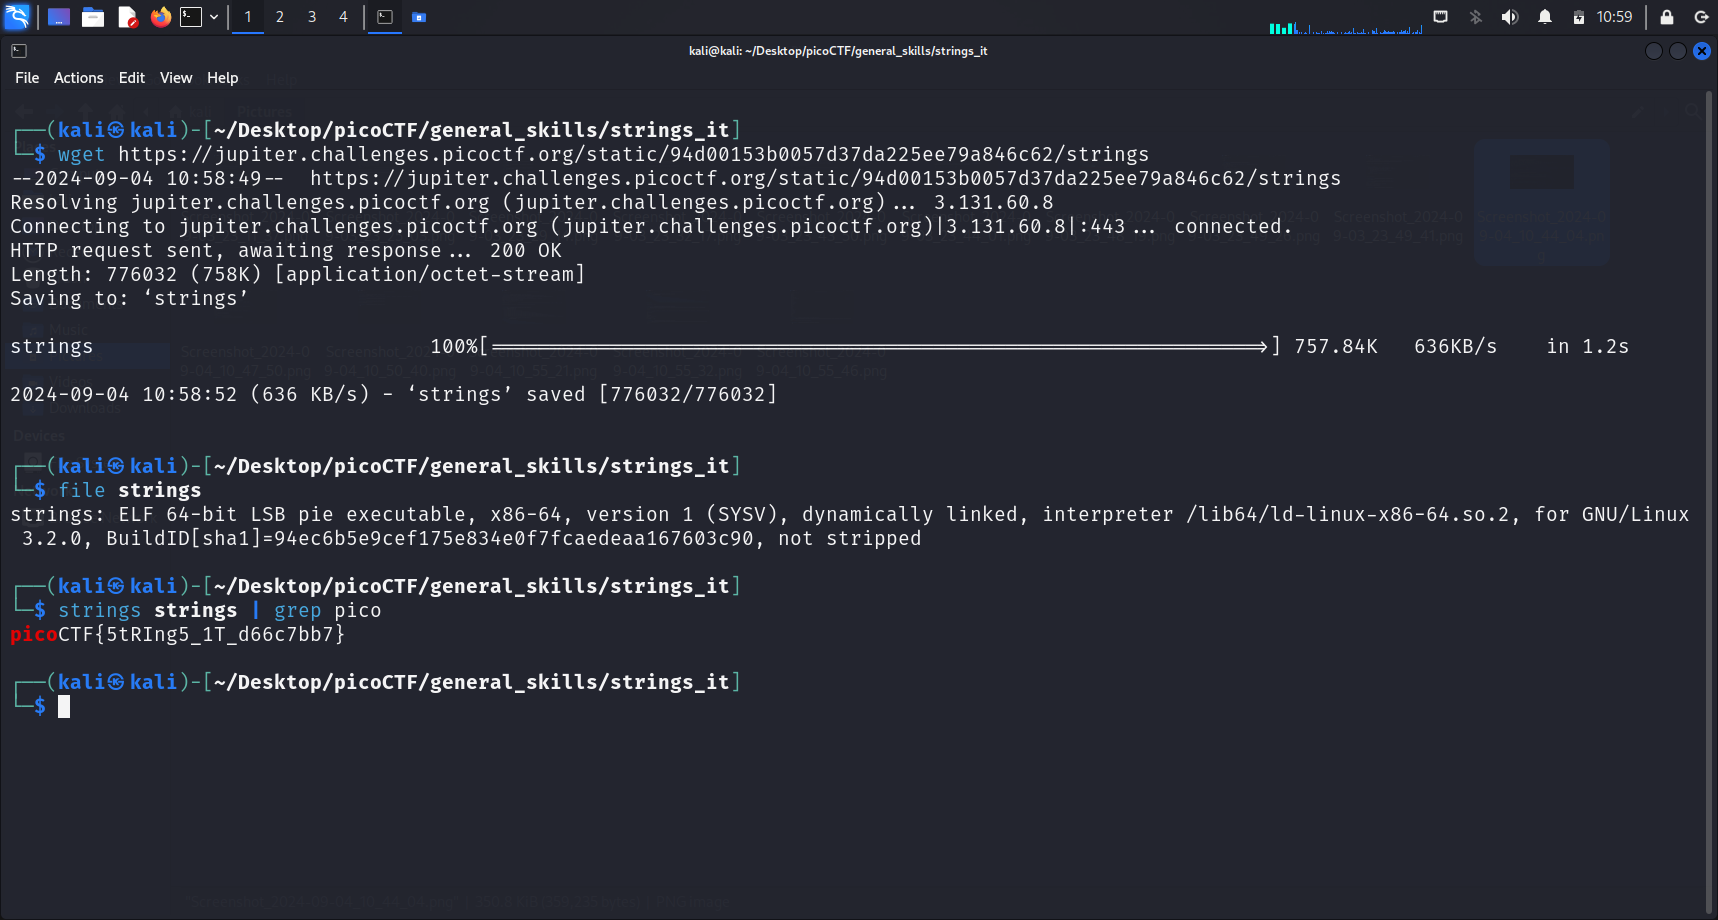 1 2 3 4 10:59
kali@kali: ~/Desktop/picoCTF/general_skills/strings_it
File Actions Edit View Help
┌──(kali㉿kali)-[~/Desktop/picoCTF/general_skills/strings_it]
└─$ wget https://jupiter.challenges.picoctf.org/static/94d00153b0057d37da225ee79a846c62/strings
--2024-09-04 10:58:49-- https://jupiter.challenges.picoctf.org/static/94d00153b0057d37da225ee79a846c62/strings
Resolving jupiter.challenges.picoctf.org (jupiter.challenges.picoctf.org)... 3.131.60.8
Connecting to jupiter.challenges.picoctf.org (jupiter.challenges.picoctf.org)|3.131.60.8|:443... connected.
HTTP request sent, awaiting response... 200 OK
Length: 776032 (758K) [application/octet-stream]
Saving to: ‘strings’
strings 100%[===================================================>] 757.84K 636KB/s in 1.2s
2024-09-04 10:58:52 (636 KB/s) - ‘strings’ saved [776032/776032]
┌──(kali㉿kali)-[~/Desktop/picoCTF/general_skills/strings_it]
└─$ file strings
strings: ELF 64-bit LSB pie executable, x86-64, version 1 (SYSV), dynamically linked, interpreter /lib64/ld-linux-x86-64.so.2, for GNU/Linux
3.2.0, BuildID[sha1]=94ec6b5e9cef175e834e0f7fcaedeaa167603c90, not stripped
┌──(kali㉿kali)-[~/Desktop/picoCTF/general_skills/strings_it]
└─$ strings strings | grep pico
picoCTF{5tRIng5_1T_d66c7bb7}
┌──(kali㉿kali)-[~/Desktop/picoCTF/general_skills/strings_it]
└─$